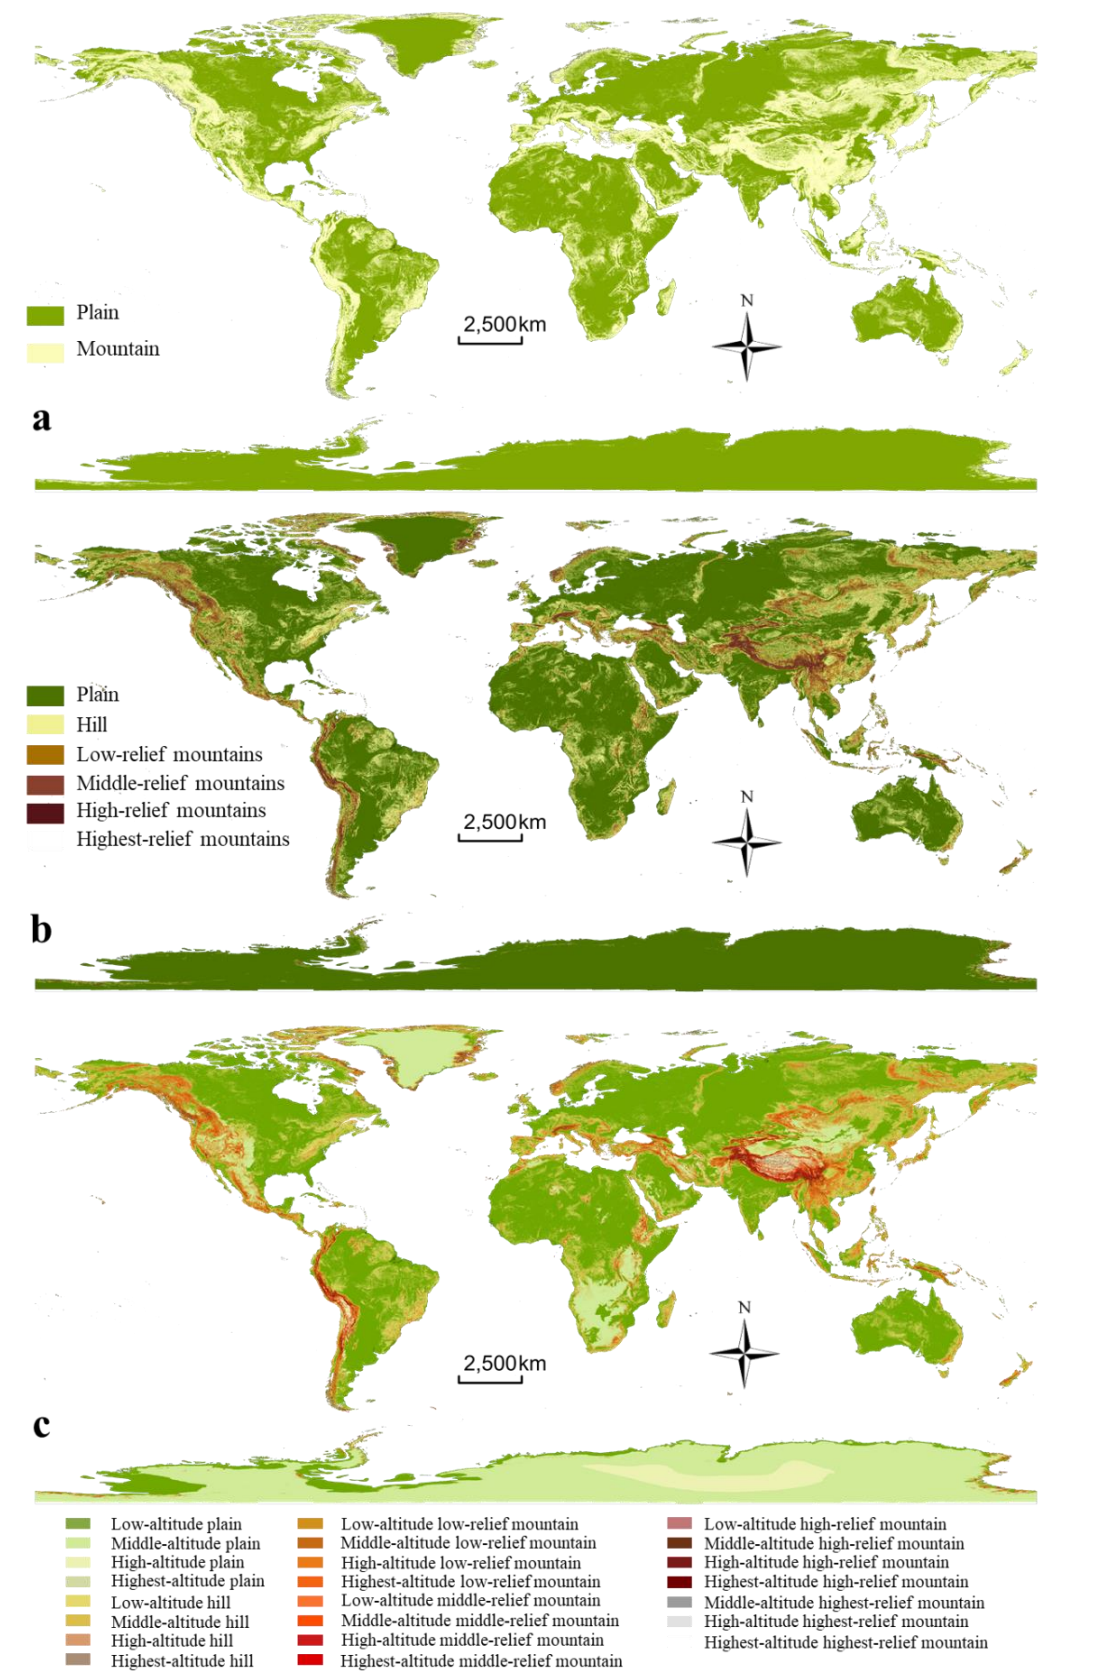 N
Plain
2,500km
Mountain
a
Plain
Hill
Low-relief mountains
Middle-relief mountains
High-relief mountains
Highest-relief mountains
N
2,500km
b
N
2,500km
c
Low-altitude plain
Middle-altitude plain
High-altitude plain
Highest-altitude plain
Low-altitude hill
Middle-altitude hill
High-altitude hill
Highest-altitude hill
Low-altitude low-relief mountain
Middle-altitude low-relief mountain
High-altitude low-relief mountain
Highest-altitude low-relief mountain
Low-altitude middle-relief mountain
Middle-altitude middle-relief mountain
High-altitude middle-relief mountain
Highest-altitude middle-relief mountain
Low-altitude high-relief mountain
Middle-altitude high-relief mountain
High-altitude high-relief mountain
Highest-altitude high-relief mountain
Middle-altitude highest-relief mountain
High-altitude highest-relief mountain
Highest-altitude highest-relief mountain